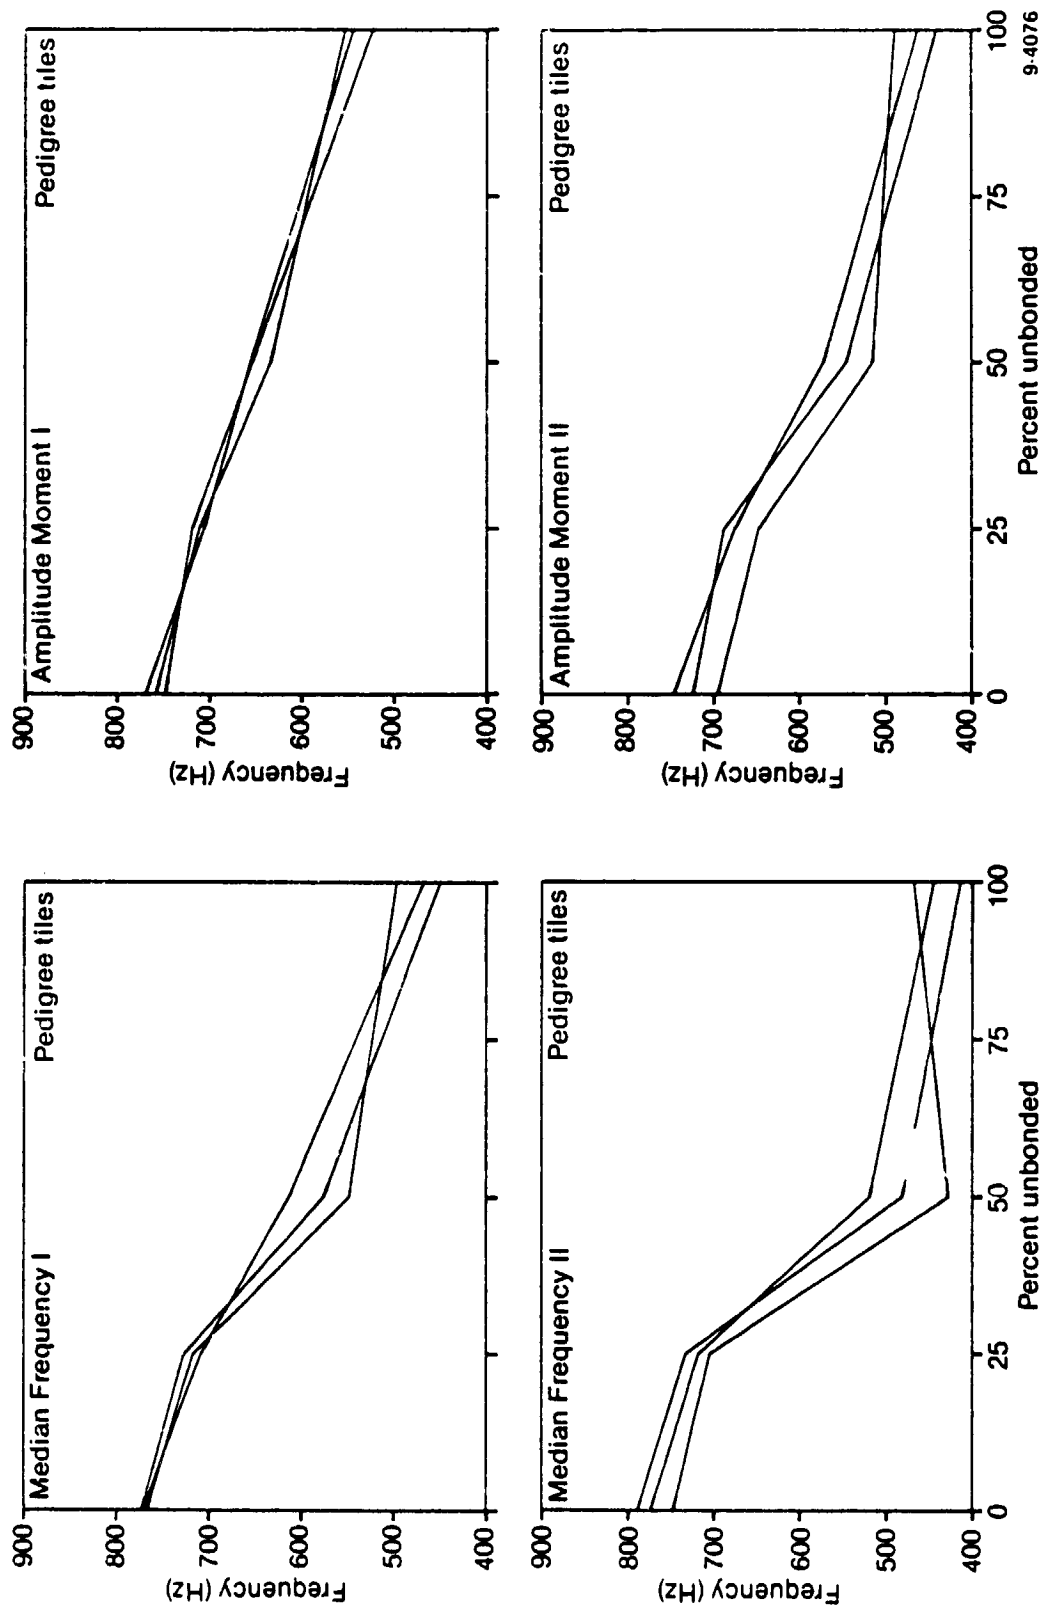 Median Frequency I
Pedigree tiles
900
800
700
600
500
400
Frequency (Hz)
Amplitude Moment I
Pedigree tiles
900
800
700
600
500
400
Frequency (Hz)
Median Frequency II
Pedigree tiles
900
800
700
600
500
400
Frequency (Hz)
0
25
50
75
100
Percent unbonded
Amplitude Moment II
Pedigree tiles
900
800
700
600
500
400
Frequency (Hz)
0
25
50
75
100
Percent unbonded
9-4076